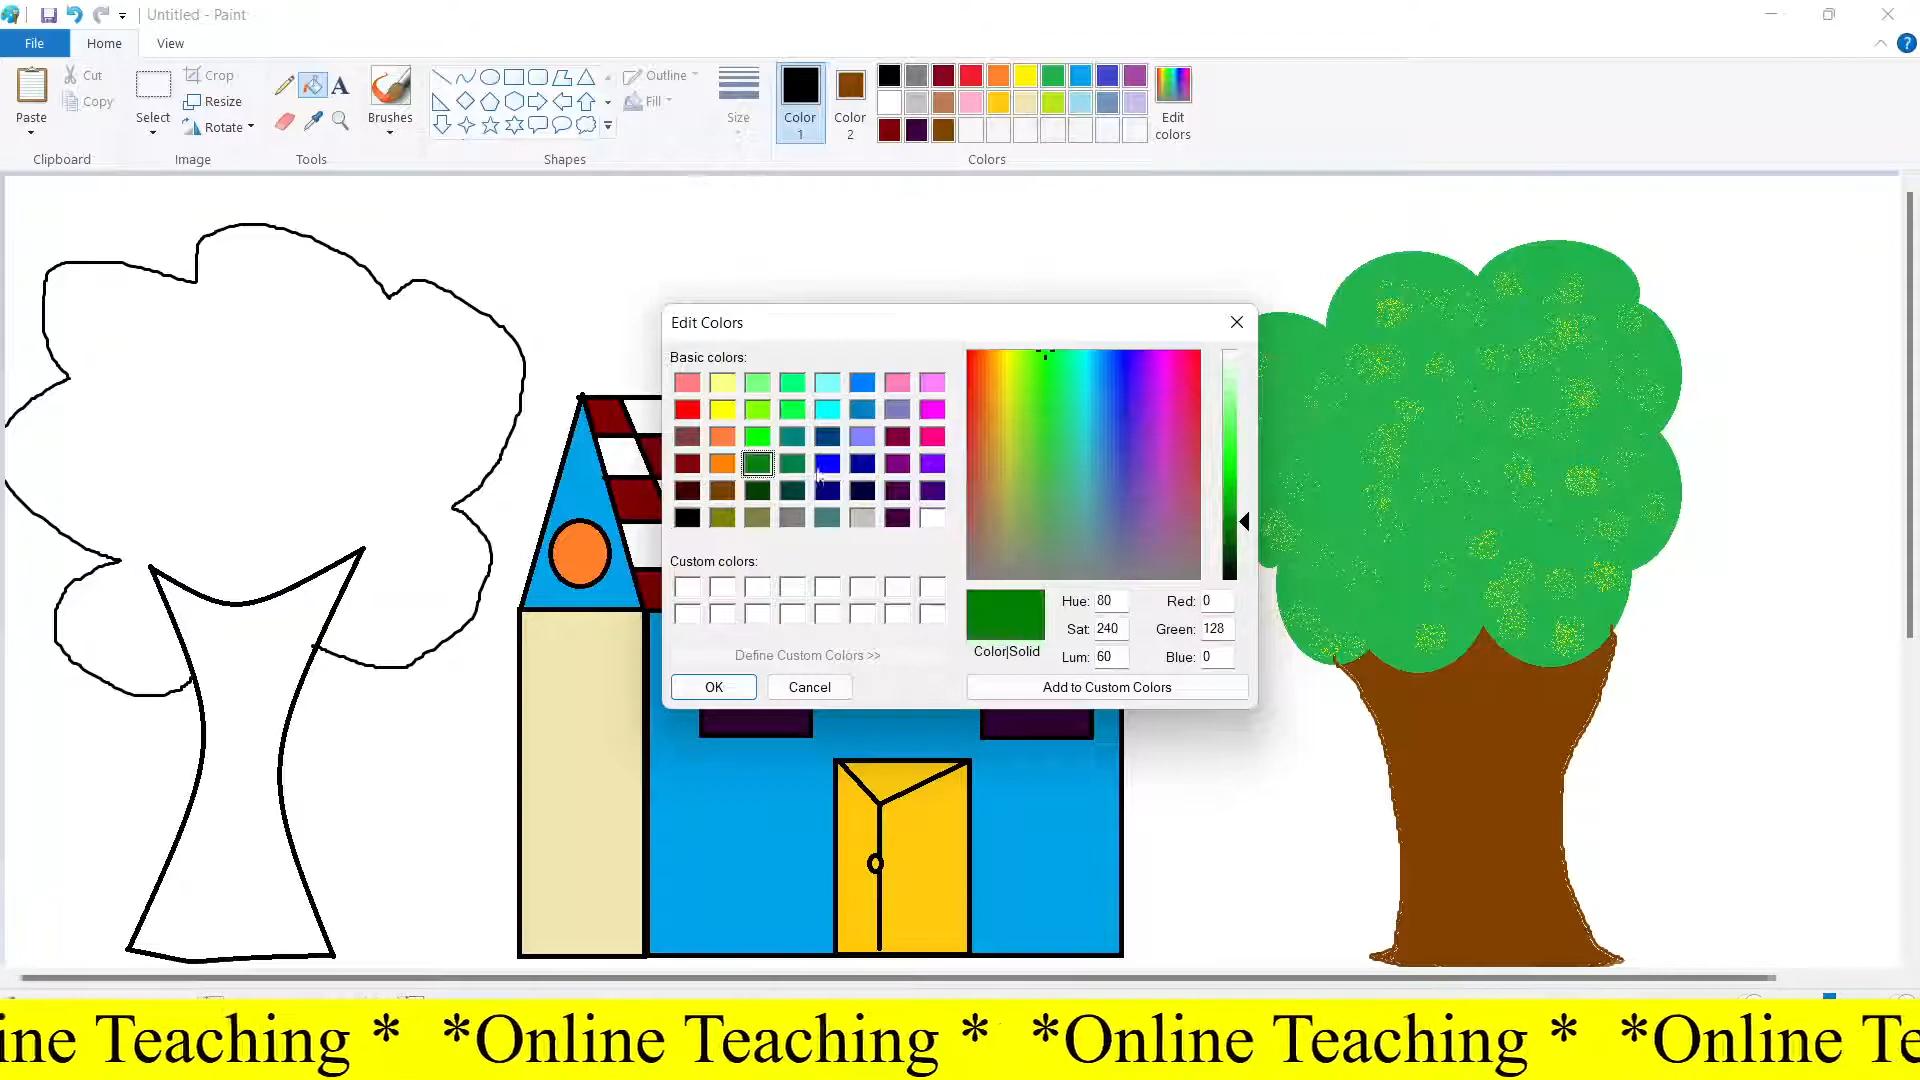 Untitled - Paint
File
Home
View
Paste
Cut
Copy
Clipboard
Select
Crop
Resize
Rotate
Image
A
Tools
Brushes
Shapes
Outline
Fill
Size
Color
1
Color
2
Edit
colors
Colors
Edit Colors
Basic colors:
Custom colors:
Define Custom Colors >>
OK
Cancel
Color|Solid
Hue: 80
Sat: 240
Lum: 60
Red: 0
Green: 128
Blue: 0
Add to Custom Colors
ine Teaching * *Online Teaching * *Online Teaching * *Online Te